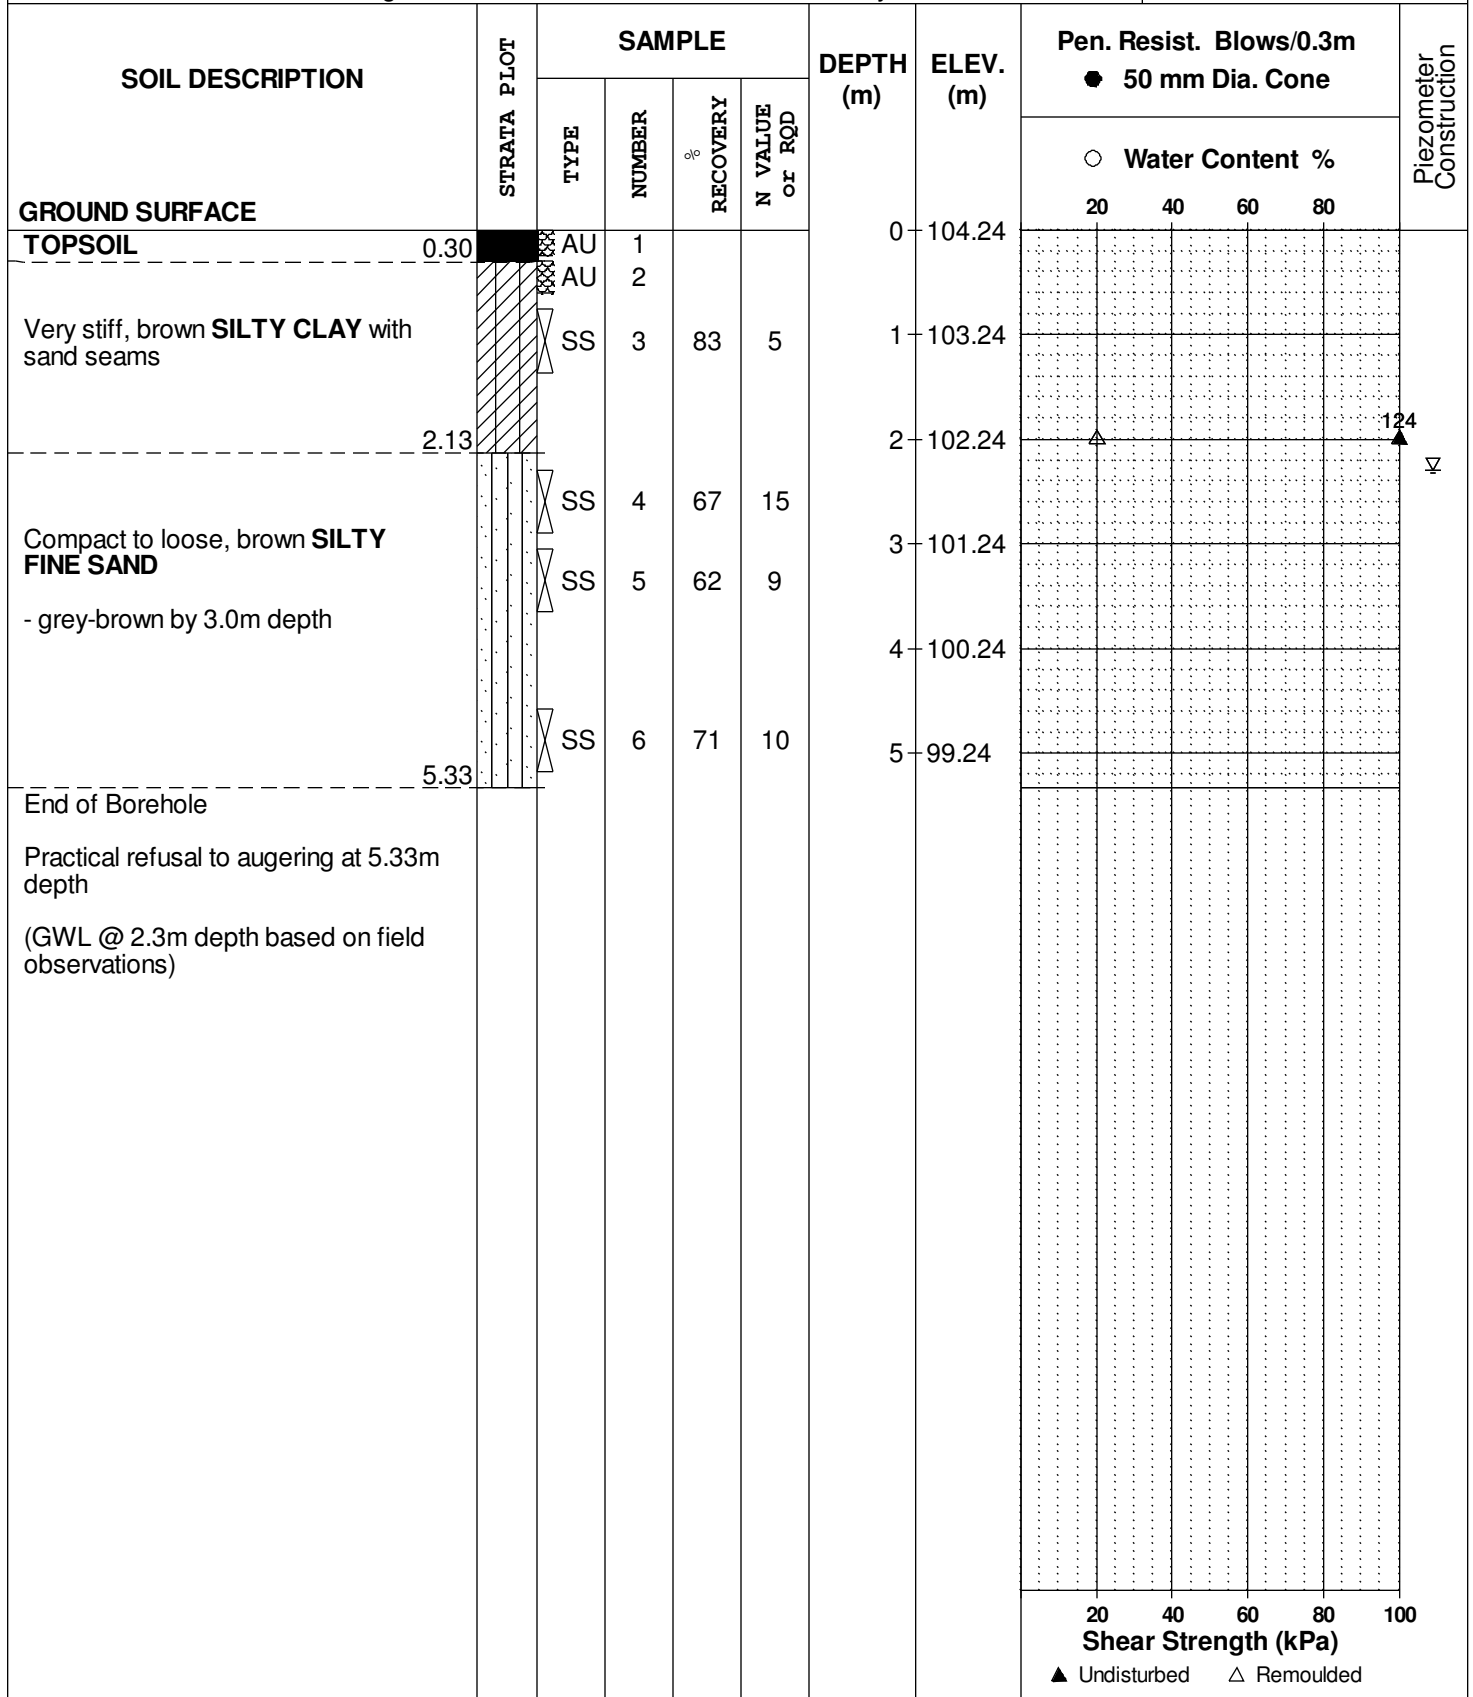 SOIL DESCRIPTION
GROUND SURFACE
STRATA PLOT
SAMPLE
TYPE
NUMBER
%
RECOVERY
N VALUE
or RQD
DEPTH
(m)
ELEV.
(m)
Pen. Resist. Blows/0.3m
● 50 mm Dia. Cone
○ Water Content %
20 40 60 80
Piezometer
Construction
TOPSOIL 0.30
AU 1
0 104.24
AU 2
Very stiff, brown SILTY CLAY with
sand seams
SS 3 83 5
1 103.24
2.13
2 102.24
124
SS 4 67 15
Compact to loose, brown SILTY
FINE SAND
3 101.24
SS 5 62 9
- grey-brown by 3.0m depth
4 100.24
SS 6 71 10
5 99.24
5.33
End of Borehole
Practical refusal to augering at 5.33m
depth
(GWL @ 2.3m depth based on field
observations)
20 40 60 80 100
Shear Strength (kPa)
▲ Undisturbed △ Remoulded